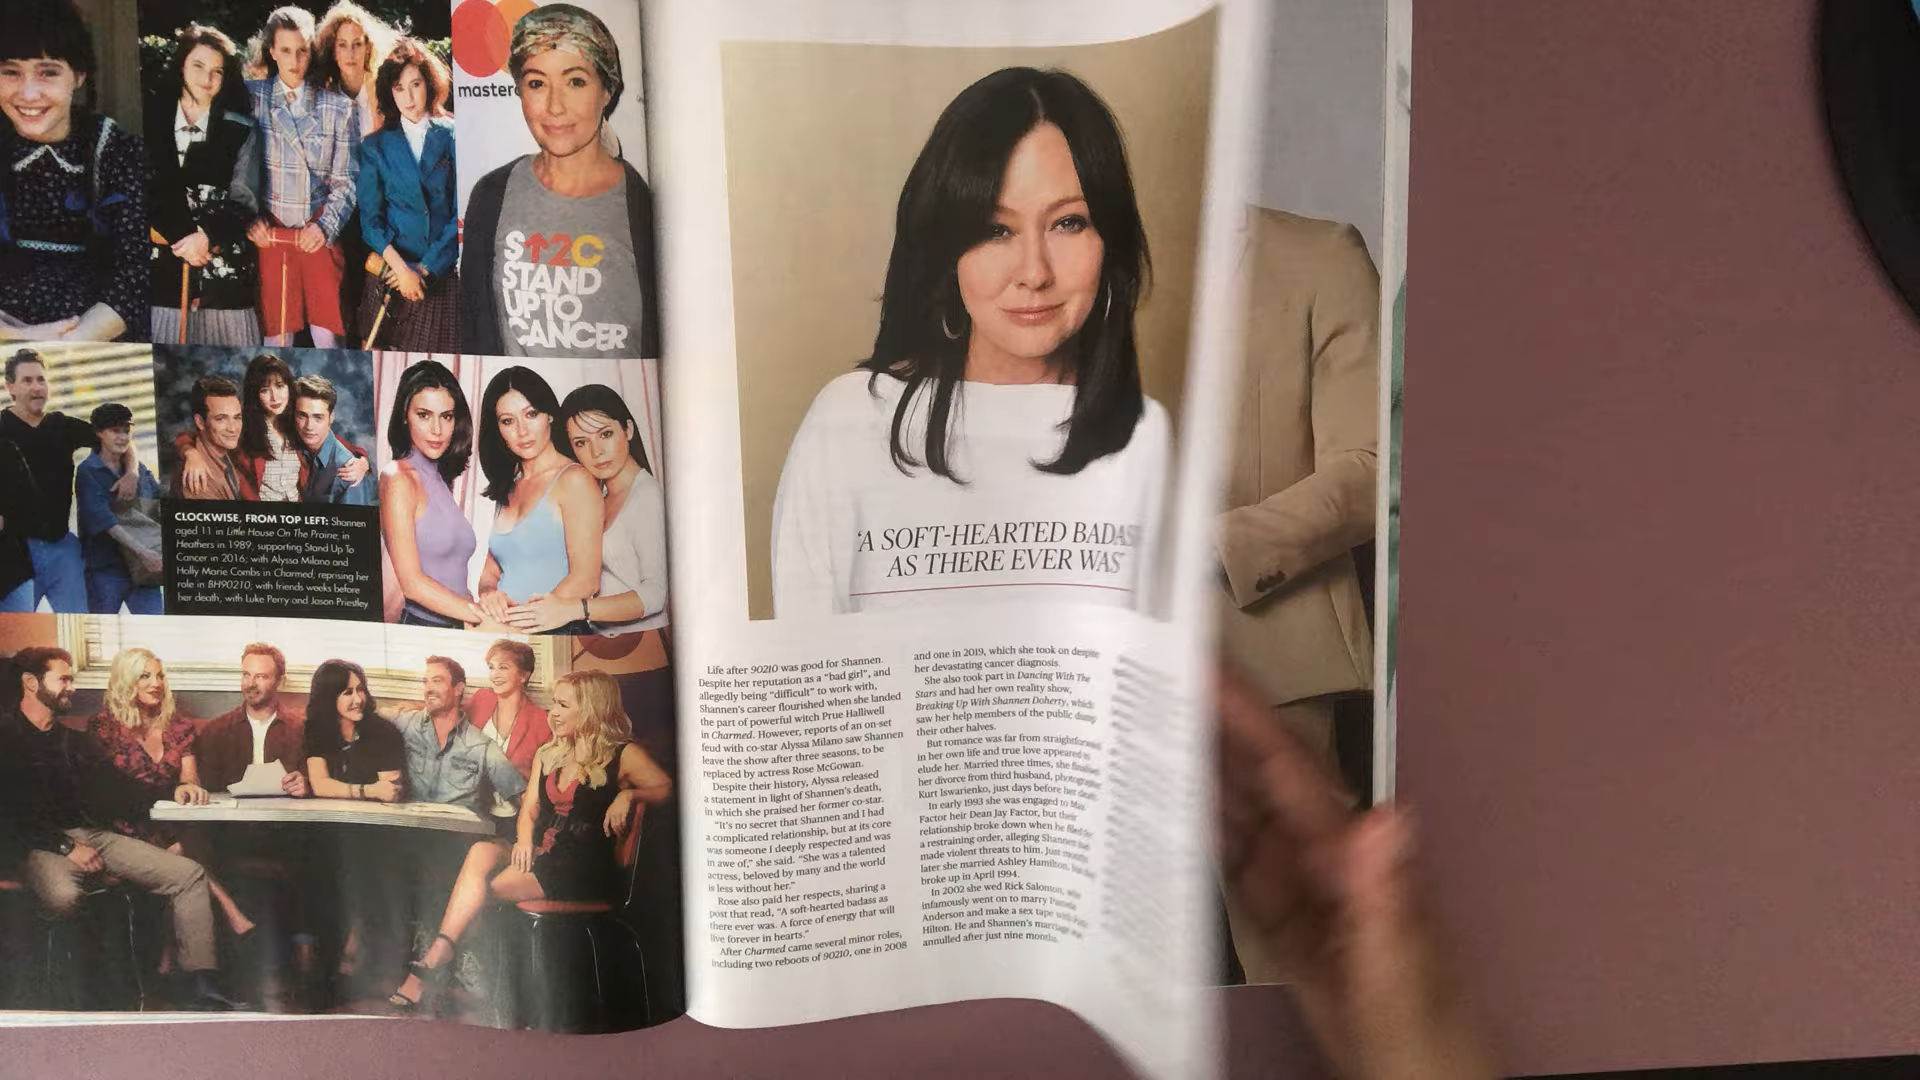 masterc
S↑2C
STAND
UP TO
CANCER
CLOCKWISE, FROM TOP LEFT: Shannen
aged 11 in Little House On The Prairie; in
Heathers in 1989; supporting Stand Up To
Cancer in 2016; with Alyssa Milano and
Holly Marie Combs in Charmed; reprising her
role in BH90210; with friends weeks before
her death; with Luke Perry and Jason Priestley
'A SOFT-HEARTED BADAS
AS THERE EVER WAS'
Life after 90210 was good for Shannen.
Despite her reputation as a "bad girl", and
allegedly being "difficult" to work with,
Shannen's career flourished when she landed
the part of powerful witch Prue Halliwell
in Charmed. However, reports of an on-set
feud with co-star Alyssa Milano saw Shannen
leave the show after three seasons, to be
replaced by actress Rose McGowan.
Despite their history, Alyssa released
a statement in light of Shannen's death,
in which she praised her former co-star.
"It's no secret that Shannen and I had
a complicated relationship, but at its core
was someone I deeply respected and was
in awe of," she said. "She was a talented
actress, beloved by many and the world
is less without her."
Rose also paid her respects, sharing a
post that read, "A soft-hearted badass as
there ever was. A force of energy that will
live forever in hearts."
After Charmed came several minor roles,
including two reboots of 90210, one in 2008
and one in 2019, which she took on despite
her devastating cancer diagnosis.
She also took part in Dancing With The
Stars and had her own reality show,
Breaking Up With Shannen Doherty, which
saw her help members of the public dump
their other halves.
But romance was far from straightforward
in her own life and true love appeared to
elude her. Married three times, she finalised
her divorce from third husband, photographer
Kurt Iswarienko, just days before her death.
In early 1993 she was engaged to Max
Factor heir Dean Jay Factor, but their
relationship broke down when he filed for
a restraining order, alleging Shannen had
made violent threats to him. Just months
later she married Ashley Hamilton, but they
broke up in April 1994.
In 2002 she wed Rick Salomon, who
infamously went on to marry Pamela
Anderson and make a sex tape with Paris
Hilton. He and Shannen's marriage was
annulled after just nine months.